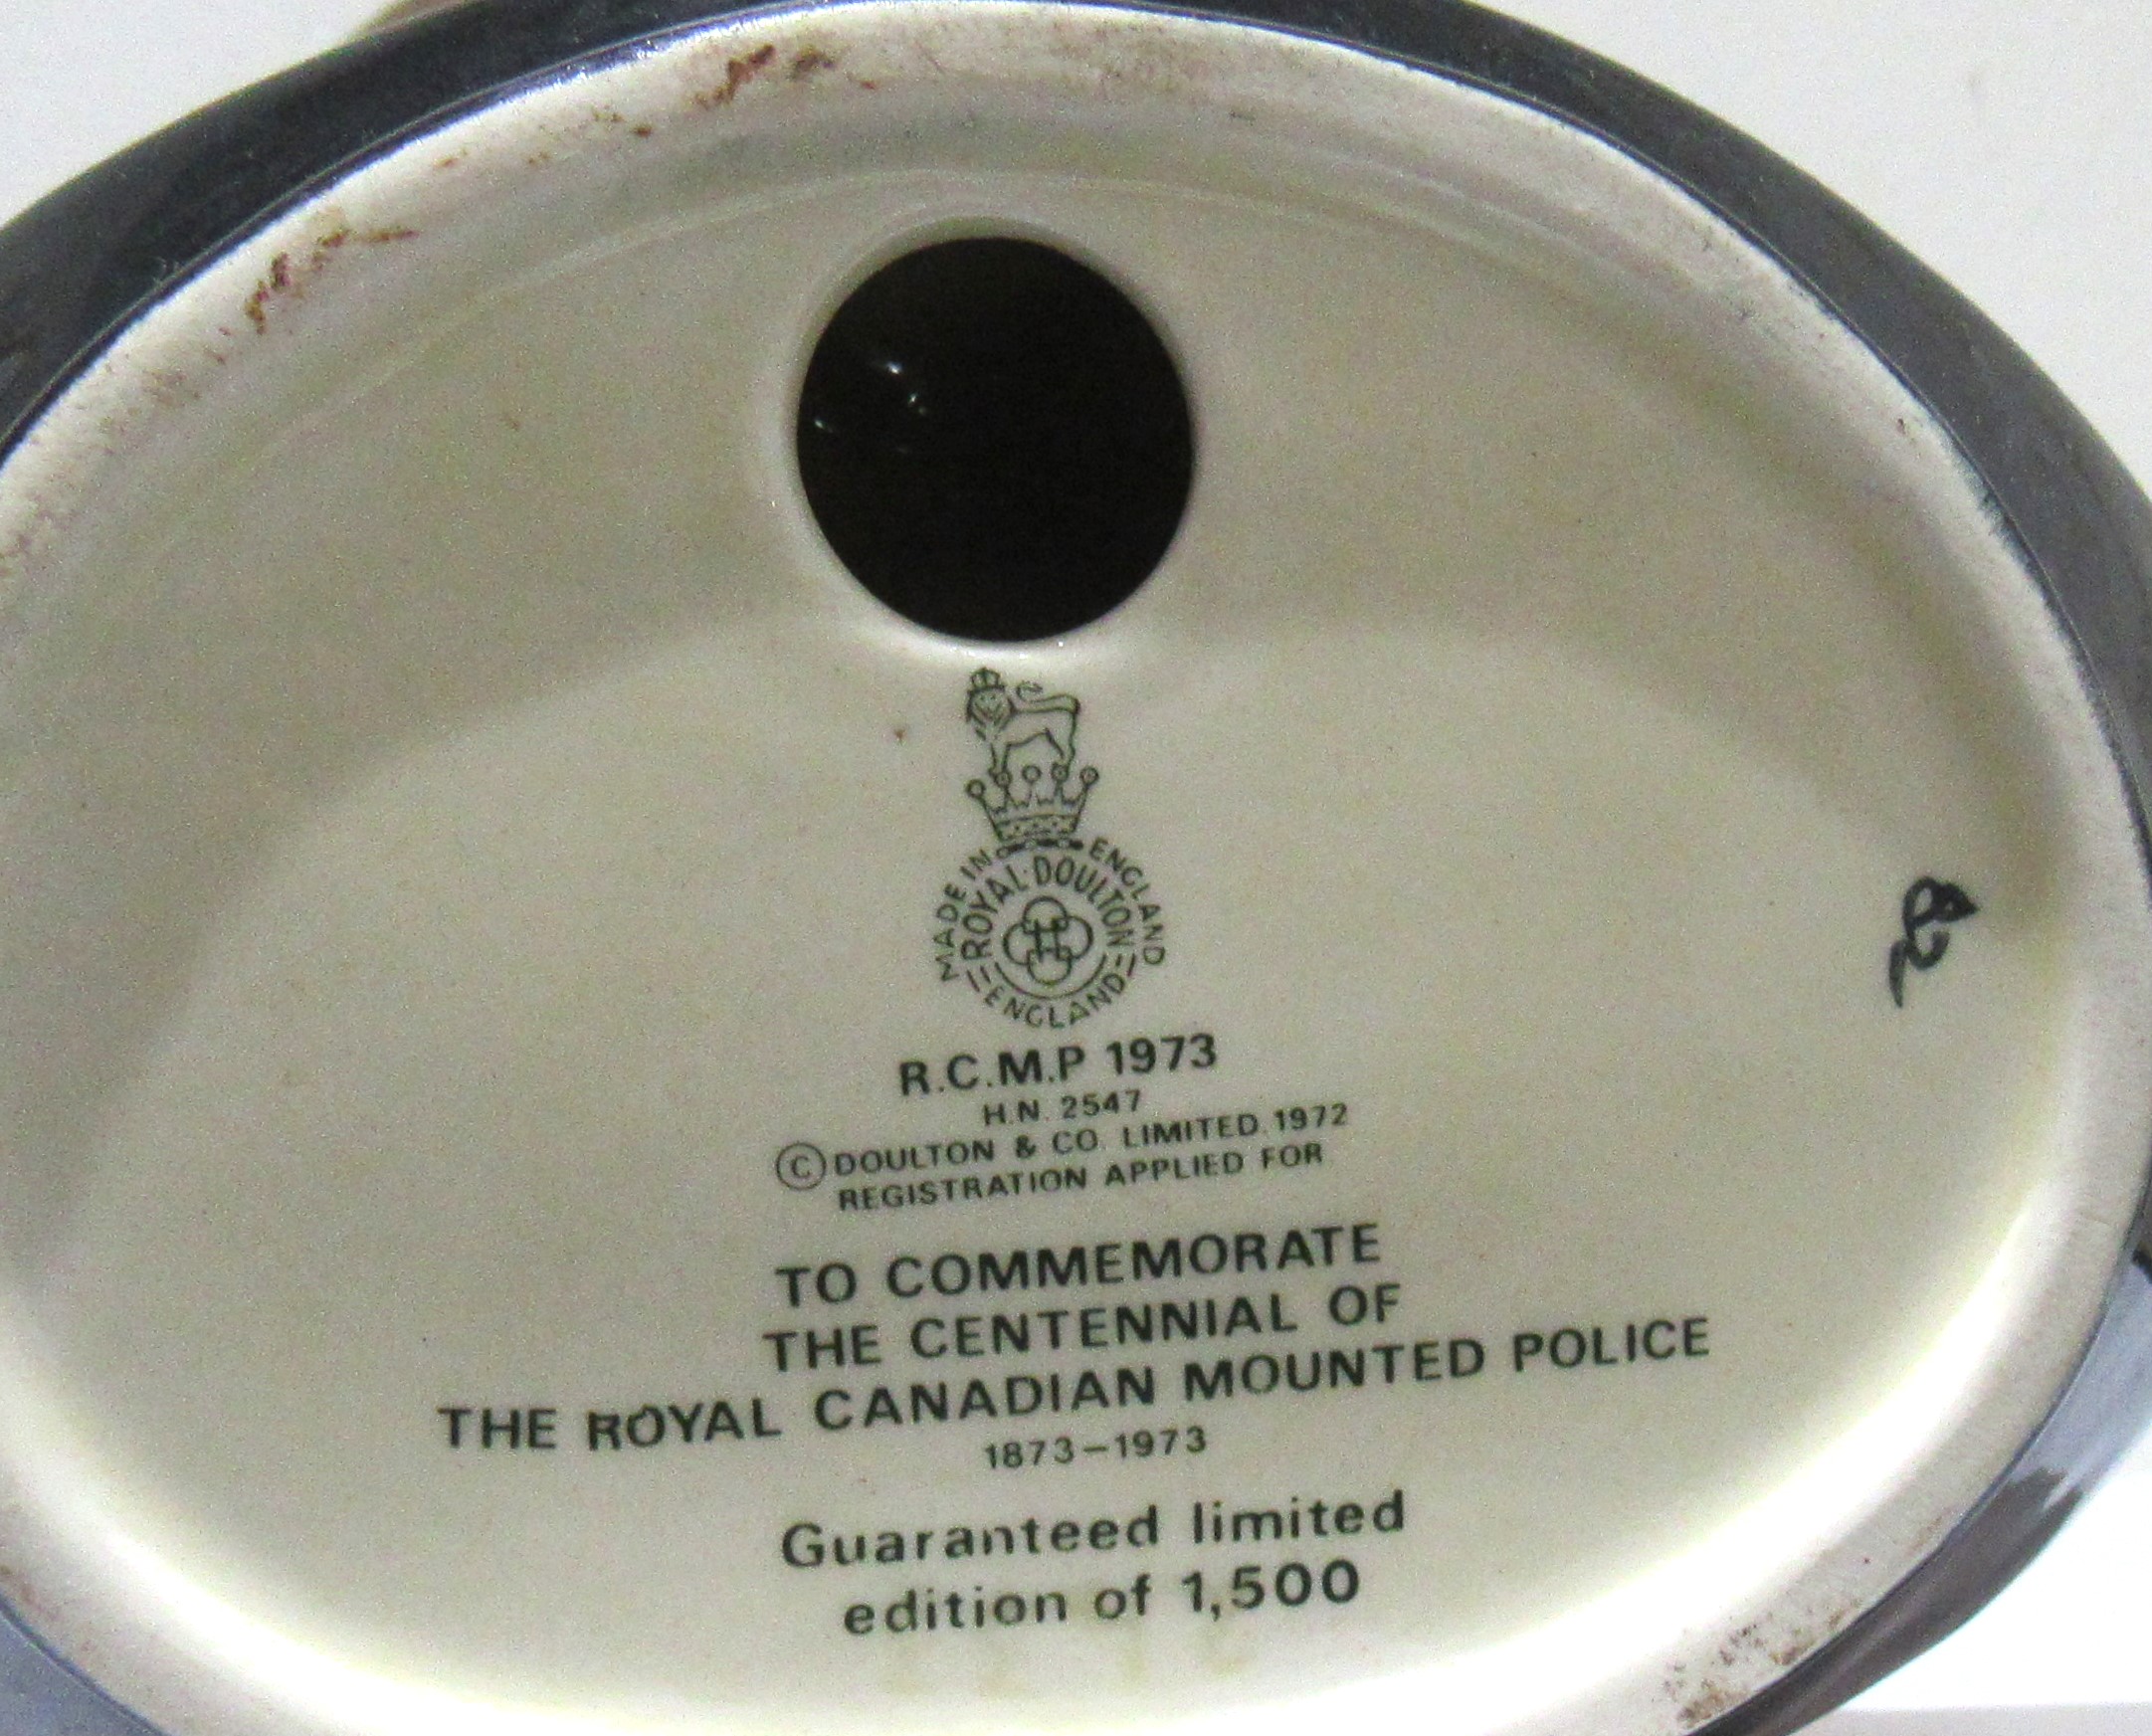 MADE IN ENGLAND
ROYAL DOULTON
ENGLAND
R.C.M.P 1973
H.N. 2547
© DOULTON & CO. LIMITED. 1972
REGISTRATION APPLIED FOR
TO COMMEMORATE
THE CENTENNIAL OF
THE ROYAL CANADIAN MOUNTED POLICE
1873-1973
Guaranteed limited
edition of 1,500